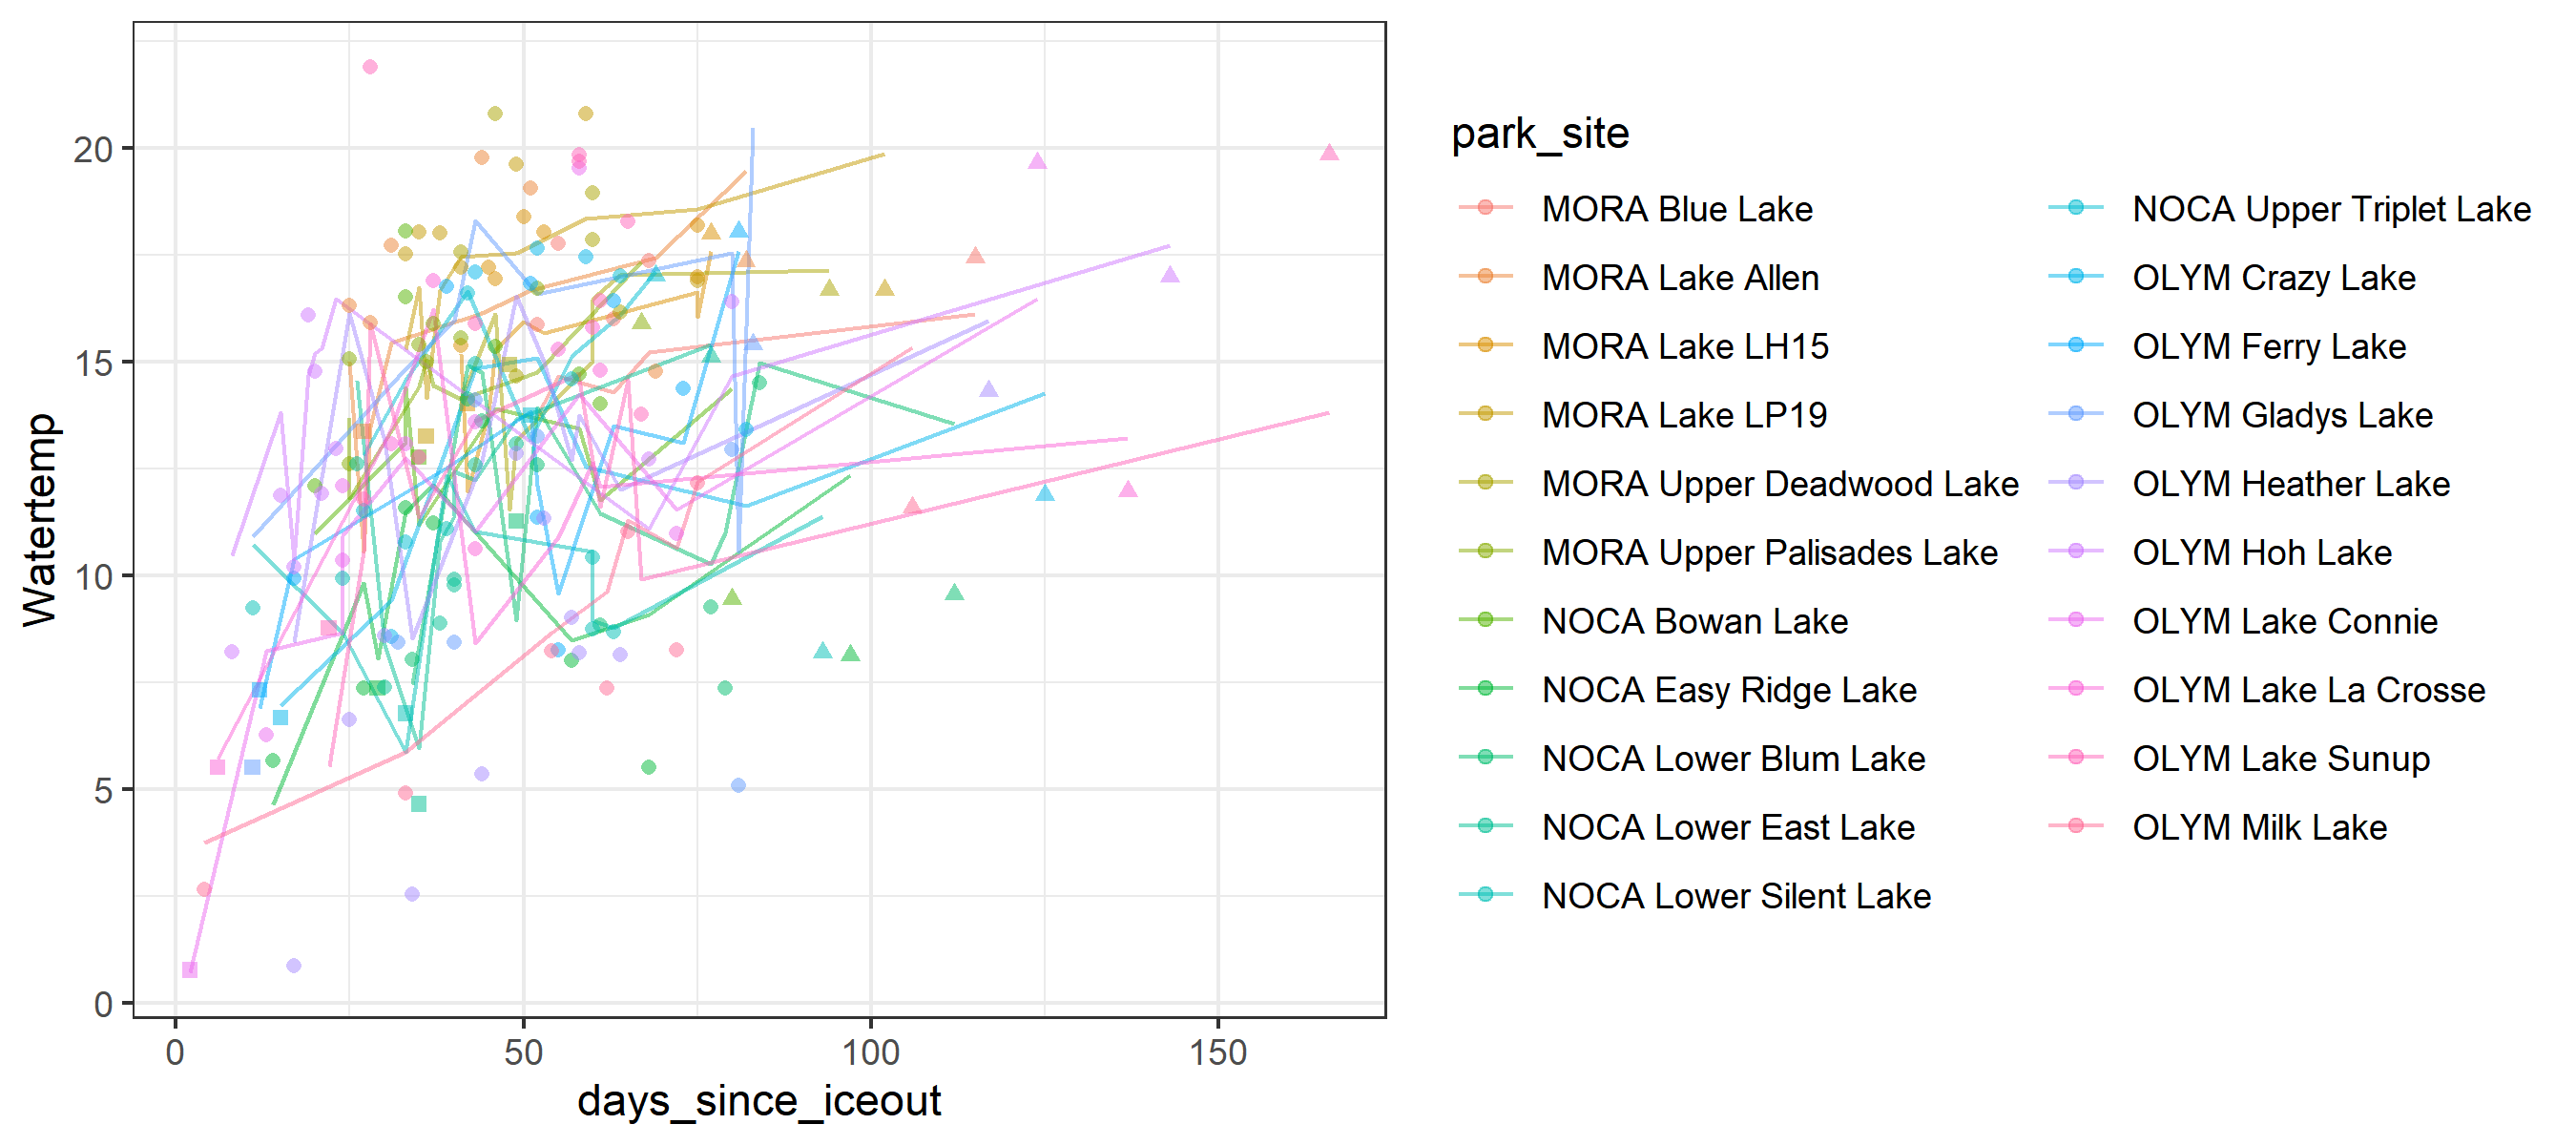 20
15
10
5
0
Watertemp
0 50 100 150
days_since_iceout
park_site
MORA Blue Lake
MORA Lake Allen
MORA Lake LH15
MORA Lake LP19
MORA Upper Deadwood Lake
MORA Upper Palisades Lake
NOCA Bowan Lake
NOCA Easy Ridge Lake
NOCA Lower Blum Lake
NOCA Lower East Lake
NOCA Lower Silent Lake
NOCA Upper Triplet Lake
OLYM Crazy Lake
OLYM Ferry Lake
OLYM Gladys Lake
OLYM Heather Lake
OLYM Hoh Lake
OLYM Lake Connie
OLYM Lake La Crosse
OLYM Lake Sunup
OLYM Milk Lake